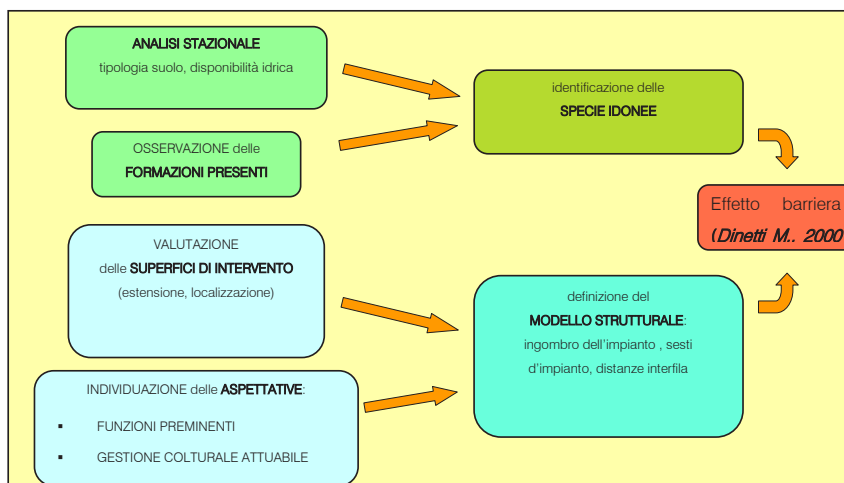 ANALISI STAZIONALE
tipologia suolo, disponibilità idrica
OSSERVAZIONE delle
FORMAZIONI PRESENTI
VALUTAZIONE
delle SUPERFICI DI INTERVENTO
(estensione, localizzazione)
INDIVIDUAZIONE delle ASPETTATIVE:
▪ FUNZIONI PREMINENTI
▪ GESTIONE COLTURALE ATTUABILE
identificazione delle
SPECIE IDONEE
definizione del
MODELLO STRUTTURALE:
ingombro dell'impianto , sesti
d'impianto, distanze interfila
Effetto barriera
(Dinetti M.. 2000